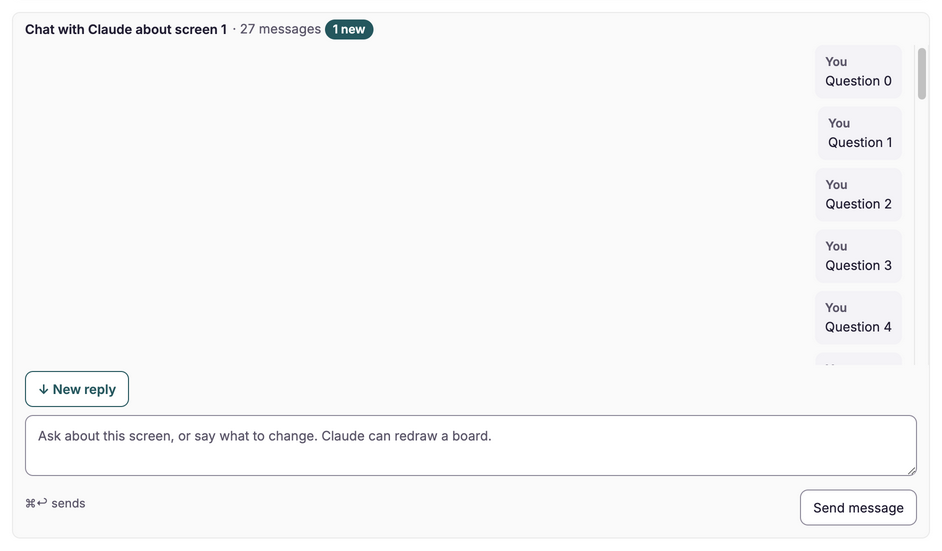 Chat with Claude about screen 1 · 27 messages 1 new
You
Question 0
You
Question 1
You
Question 2
You
Question 3
You
Question 4
↓ New reply
Ask about this screen, or say what to change. Claude can redraw a board.
⌘↩ sends
Send message